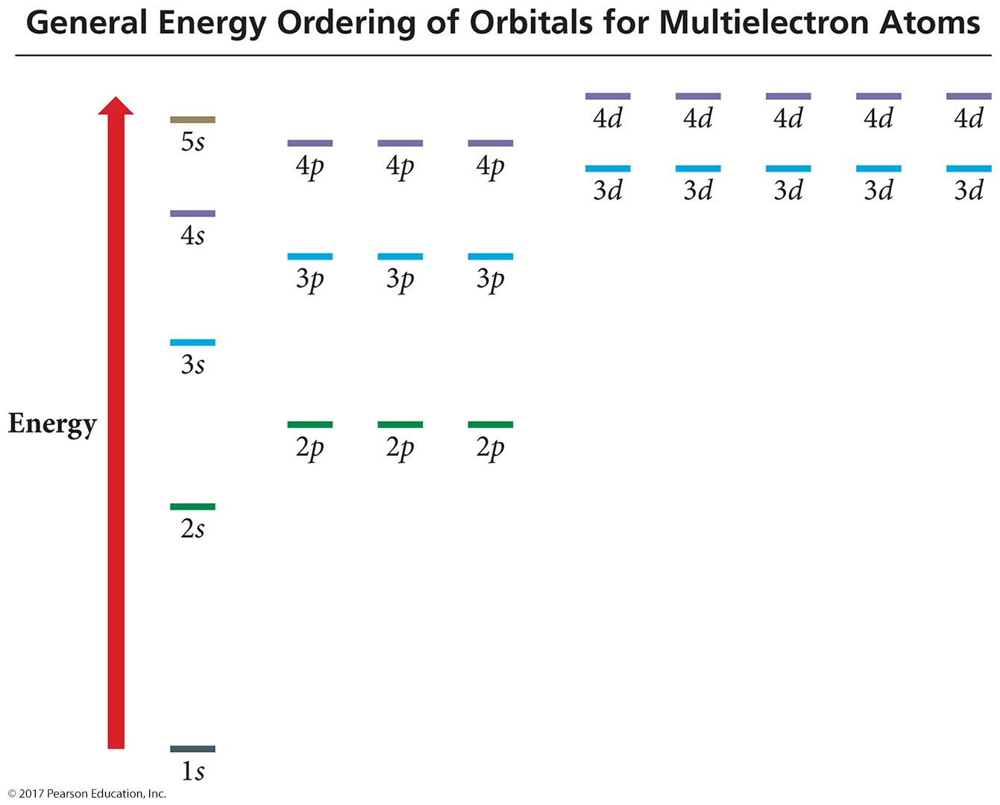 General Energy Ordering of Orbitals for Multielectron Atoms
4d 4d 4d 4d 4d
5s
4p 4p 4p
3d 3d 3d 3d 3d
4s
3p 3p 3p
3s
Energy
2p 2p 2p
2s
1s
© 2017 Pearson Education, Inc.